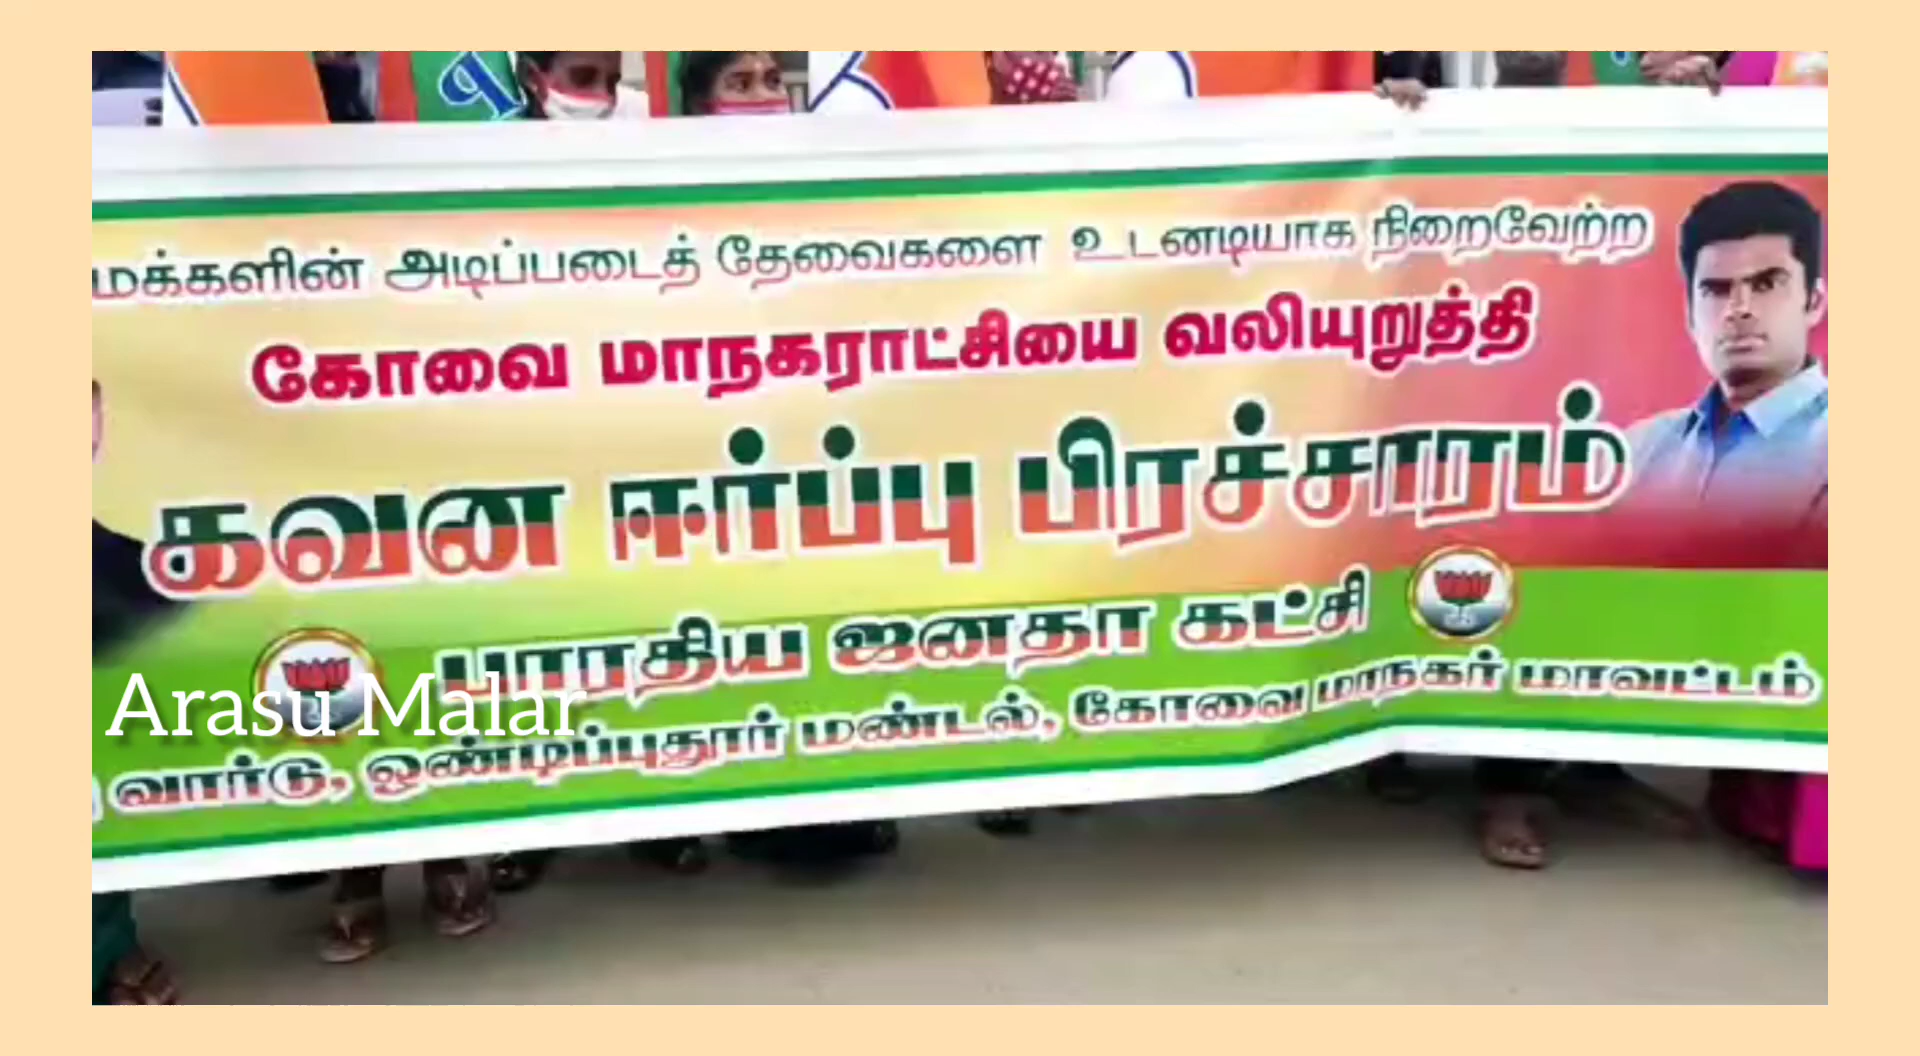 மக்களின் அடிப்படைத் தேவைகளை உடனடியாக நிறைவேற்ற
கோவை மாநகராட்சியை வலியுறுத்தி
கவன ஈர்ப்பு பிரச்சாரம்
பாரதிய ஜனதா கட்சி
Arasu Malar
வார்டு, ஒண்டிப்புதூர் மண்டல், கோவை மாநகர் மாவட்டம்